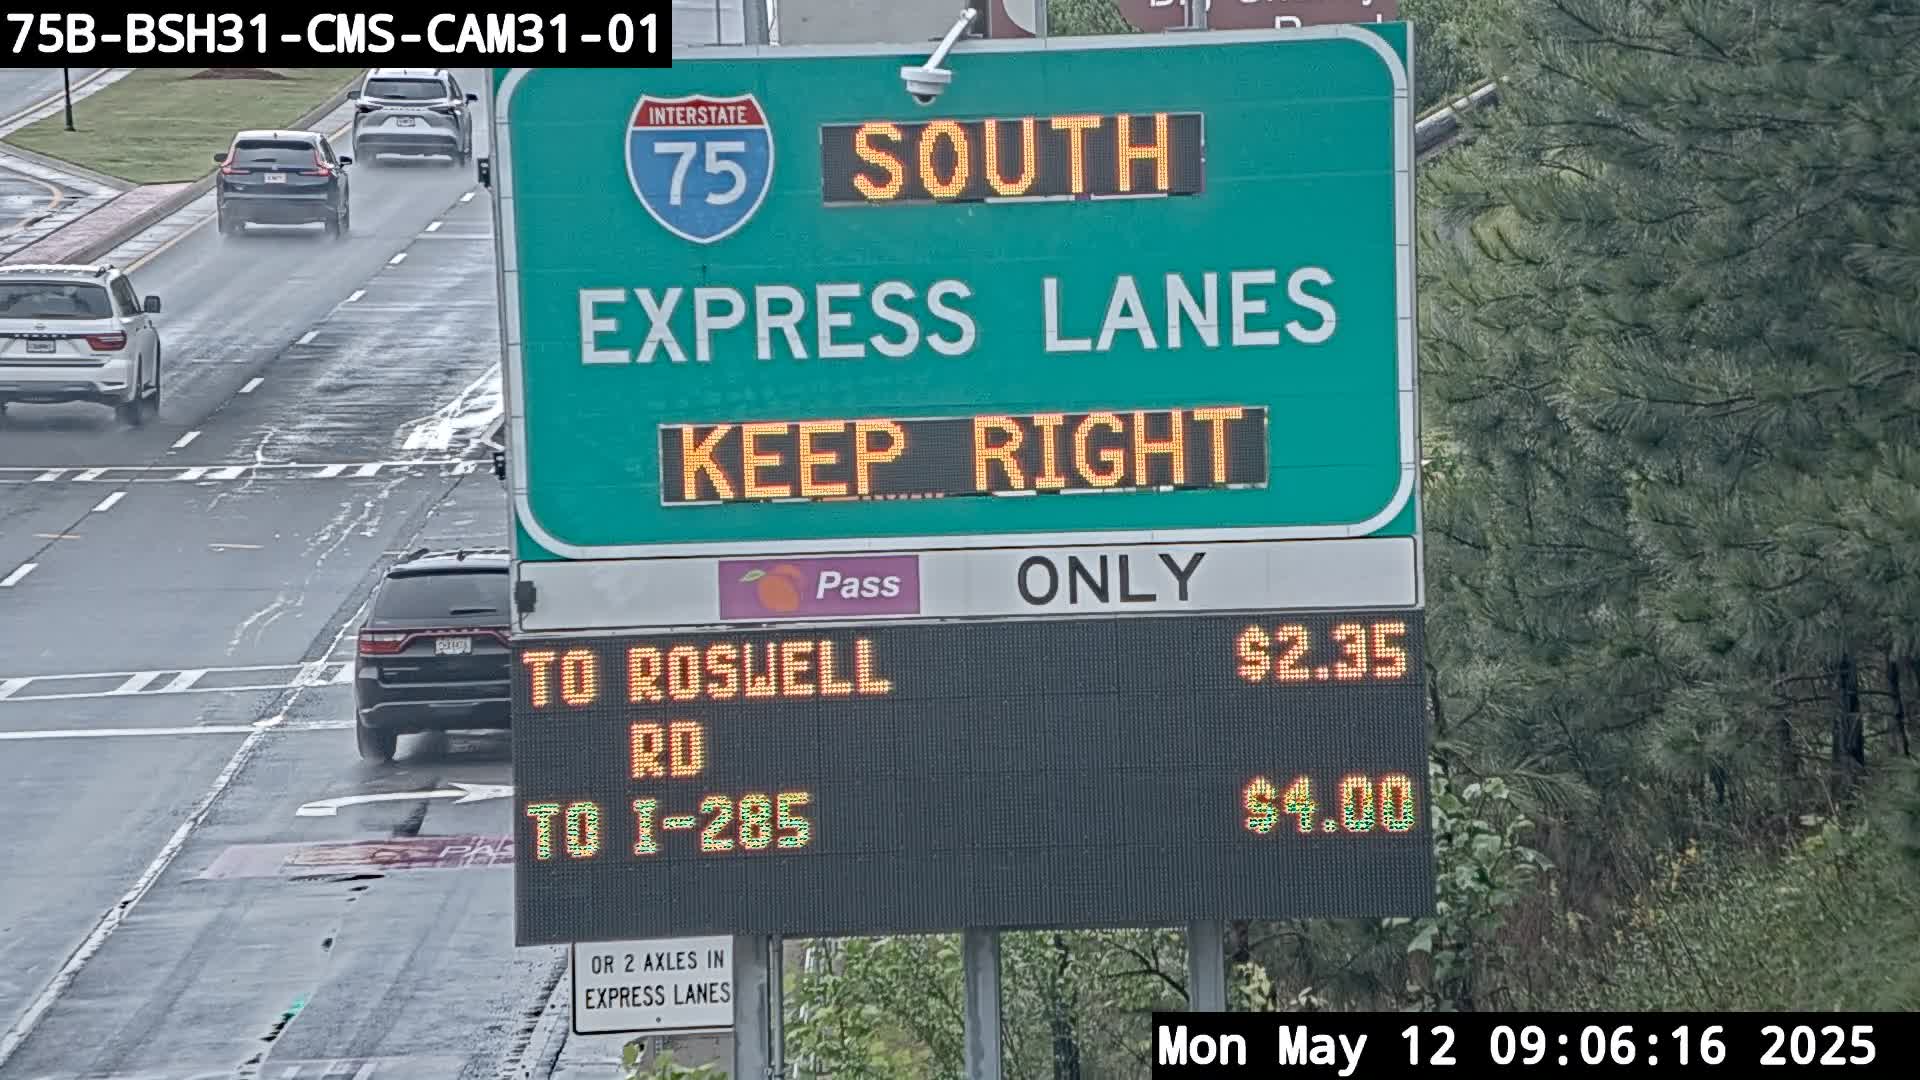 75B-BSH31-CMS-CAM31-01
INTERSTATE
75
SOUTH
EXPRESS LANES
KEEP RIGHT
Pass ONLY
TO ROSWELL $2.35
RD
TO I-285 $4.00
OR 2 AXLES IN
EXPRESS LANES
Mon May 12 09:06:16 2025